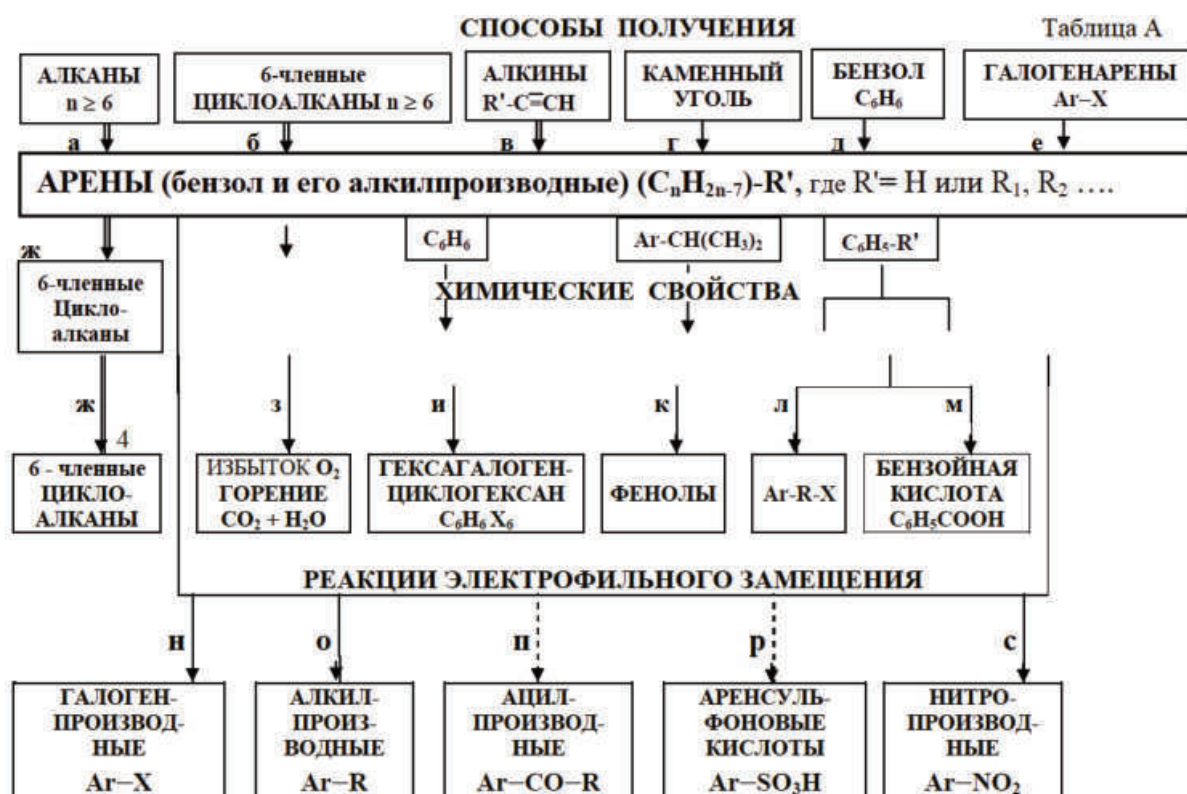 СПОСОБЫ ПОЛУЧЕНИЯ
Таблица А
АЛКАНЫ
n ≥ 6
6-членные
ЦИКЛОАЛКАНЫ n ≥ 6
АЛКИНЫ
R'-C≡CH
КАМЕННЫЙ
УГОЛЬ
БЕНЗОЛ
C₆H₆
ГАЛОГЕНАРЕНЫ
Ar–X
а
б
в
г
д
е
АРЕНЫ (бензол и его алкилпроизводные) (CₙH₂ₙ₋₇)-R', где R'= H или R₁, R₂ ….
ж
C₆H₆
Ar-CH(CH₃)₂
C₆H₅-R'
6-членные
Цикло-
алканы
ХИМИЧЕСКИЕ СВОЙСТВА
ж
з
и
к
л
м
4
6 - членные
ЦИКЛО-
АЛКАНЫ
ИЗБЫТОК O₂
ГОРЕНИЕ
CO₂ + H₂O
ГЕКСАГАЛОГЕН-
ЦИКЛОГЕКСАН
C₆H₆X₆
ФЕНОЛЫ
Ar-R-X
БЕНЗОЙНАЯ
КИСЛОТА
C₆H₅COOH
РЕАКЦИИ ЭЛЕКТРОФИЛЬНОГО ЗАМЕЩЕНИЯ
н
о
п
р
с
ГАЛОГЕН-
ПРОИЗВОД-
НЫЕ
Ar–X
АЛКИЛ-
ПРОИЗ-
ВОДНЫЕ
Ar–R
АЦИЛ-
ПРОИЗВОД-
НЫЕ
Ar–CO–R
АРЕНСУЛЬ-
ФОНОВЫЕ
КИСЛОТЫ
Ar–SO₃H
НИТРО-
ПРОИЗВОД-
НЫЕ
Ar–NO₂